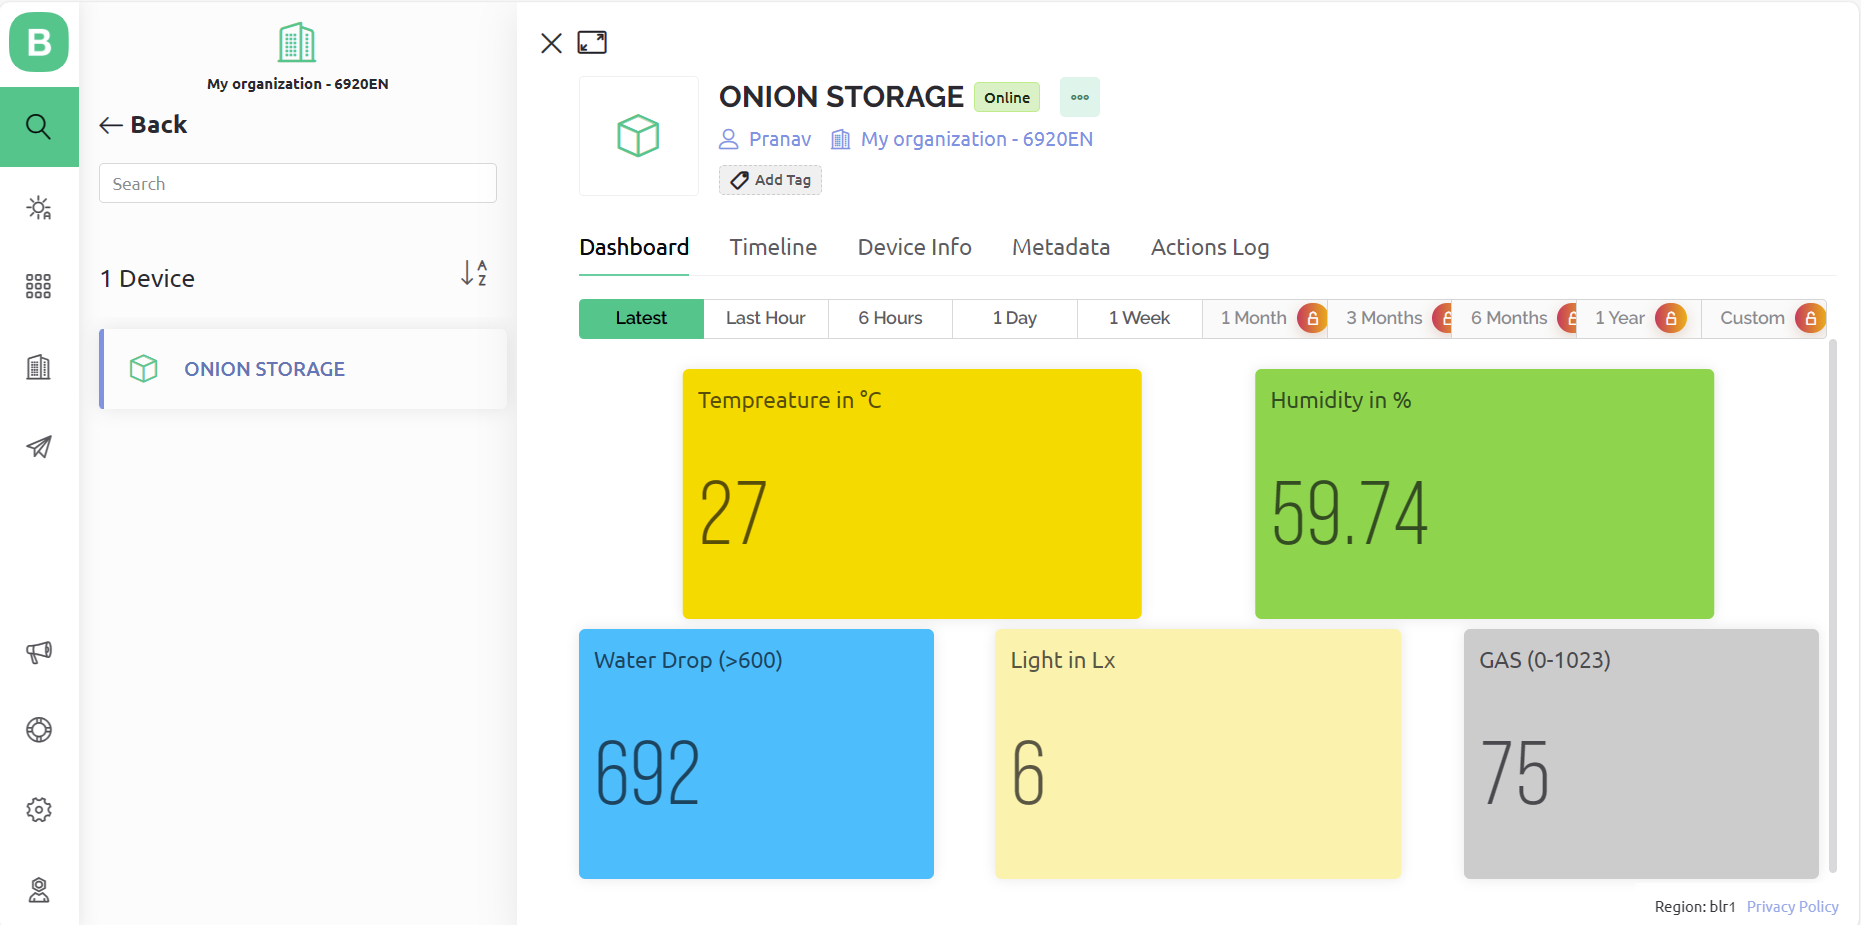 B
My organization - 6920EN
Back
Search
1 Device
A
Z
ONION STORAGE
ONION STORAGE Online
Pranav My organization - 6920EN
Add Tag
Dashboard Timeline Device Info Metadata Actions Log
Latest Last Hour 6 Hours 1 Day 1 Week 1 Month 3 Months 6 Months 1 Year Custom
Tempreature in °C Humidity in %
27 59.74
Water Drop (>600) Light in Lx GAS (0-1023)
692 6 75
Region: blr1 Privacy Policy